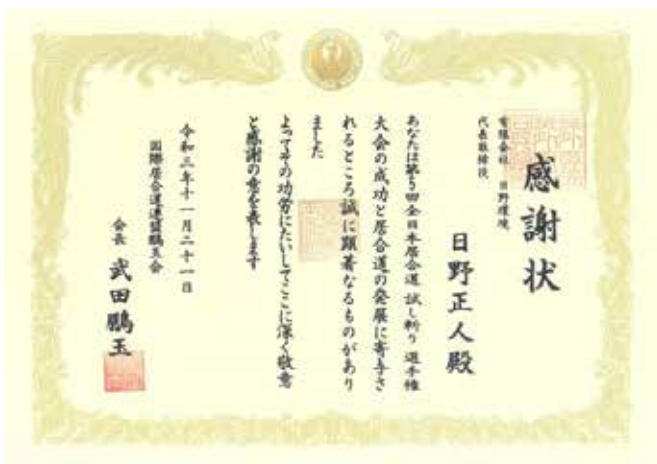 感謝状
有限会社 日野環境
代表取締役
日野正人殿
あなたは第5回全日本居合道 試し斬り 選手権
大会の成功と居合道の発展に寄与さ
れるところ誠に顕著なるものがあり
ました
よってその功労にたいしてここに深く敬意
と感謝の意を表します
令和三年十一月二十一日
国際居合道連盟鵬玉会
会長 武田鵬玉